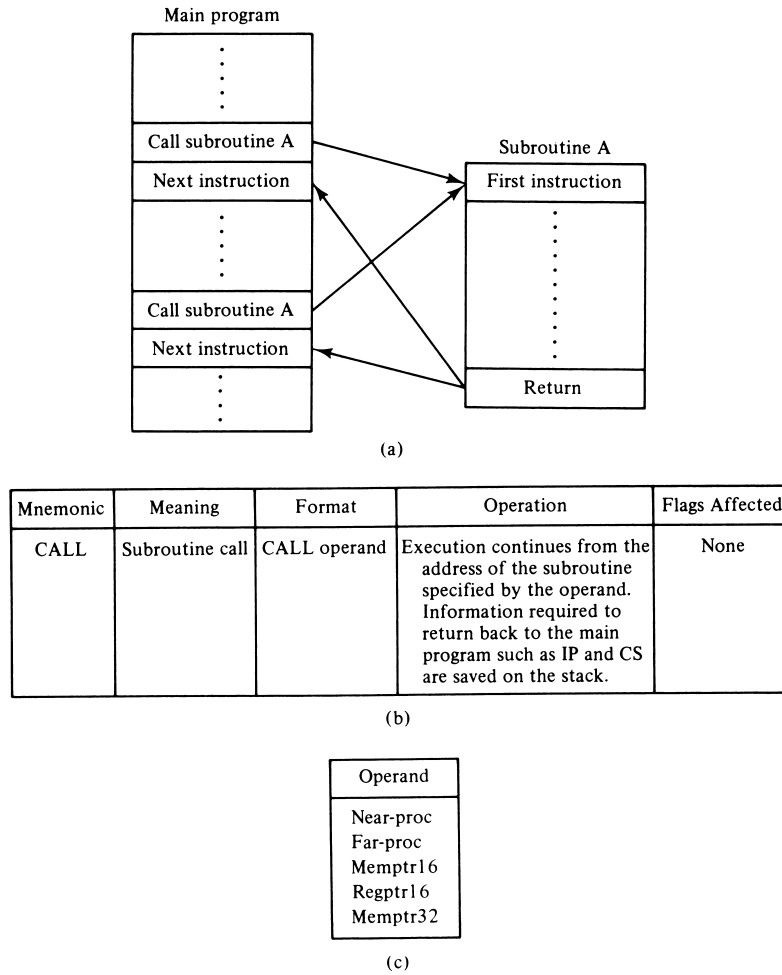 Main program
Call subroutine A
Next instruction
Call subroutine A
Next instruction
Subroutine A
First instruction
Return
(a)
Mnemonic Meaning Format Operation Flags Affected
CALL Subroutine call CALL operand Execution continues from the None
address of the subroutine
specified by the operand.
Information required to
return back to the main
program such as IP and CS
are saved on the stack.
(b)
Operand
Near-proc
Far-proc
Memptr16
Regptr16
Memptr32
(c)